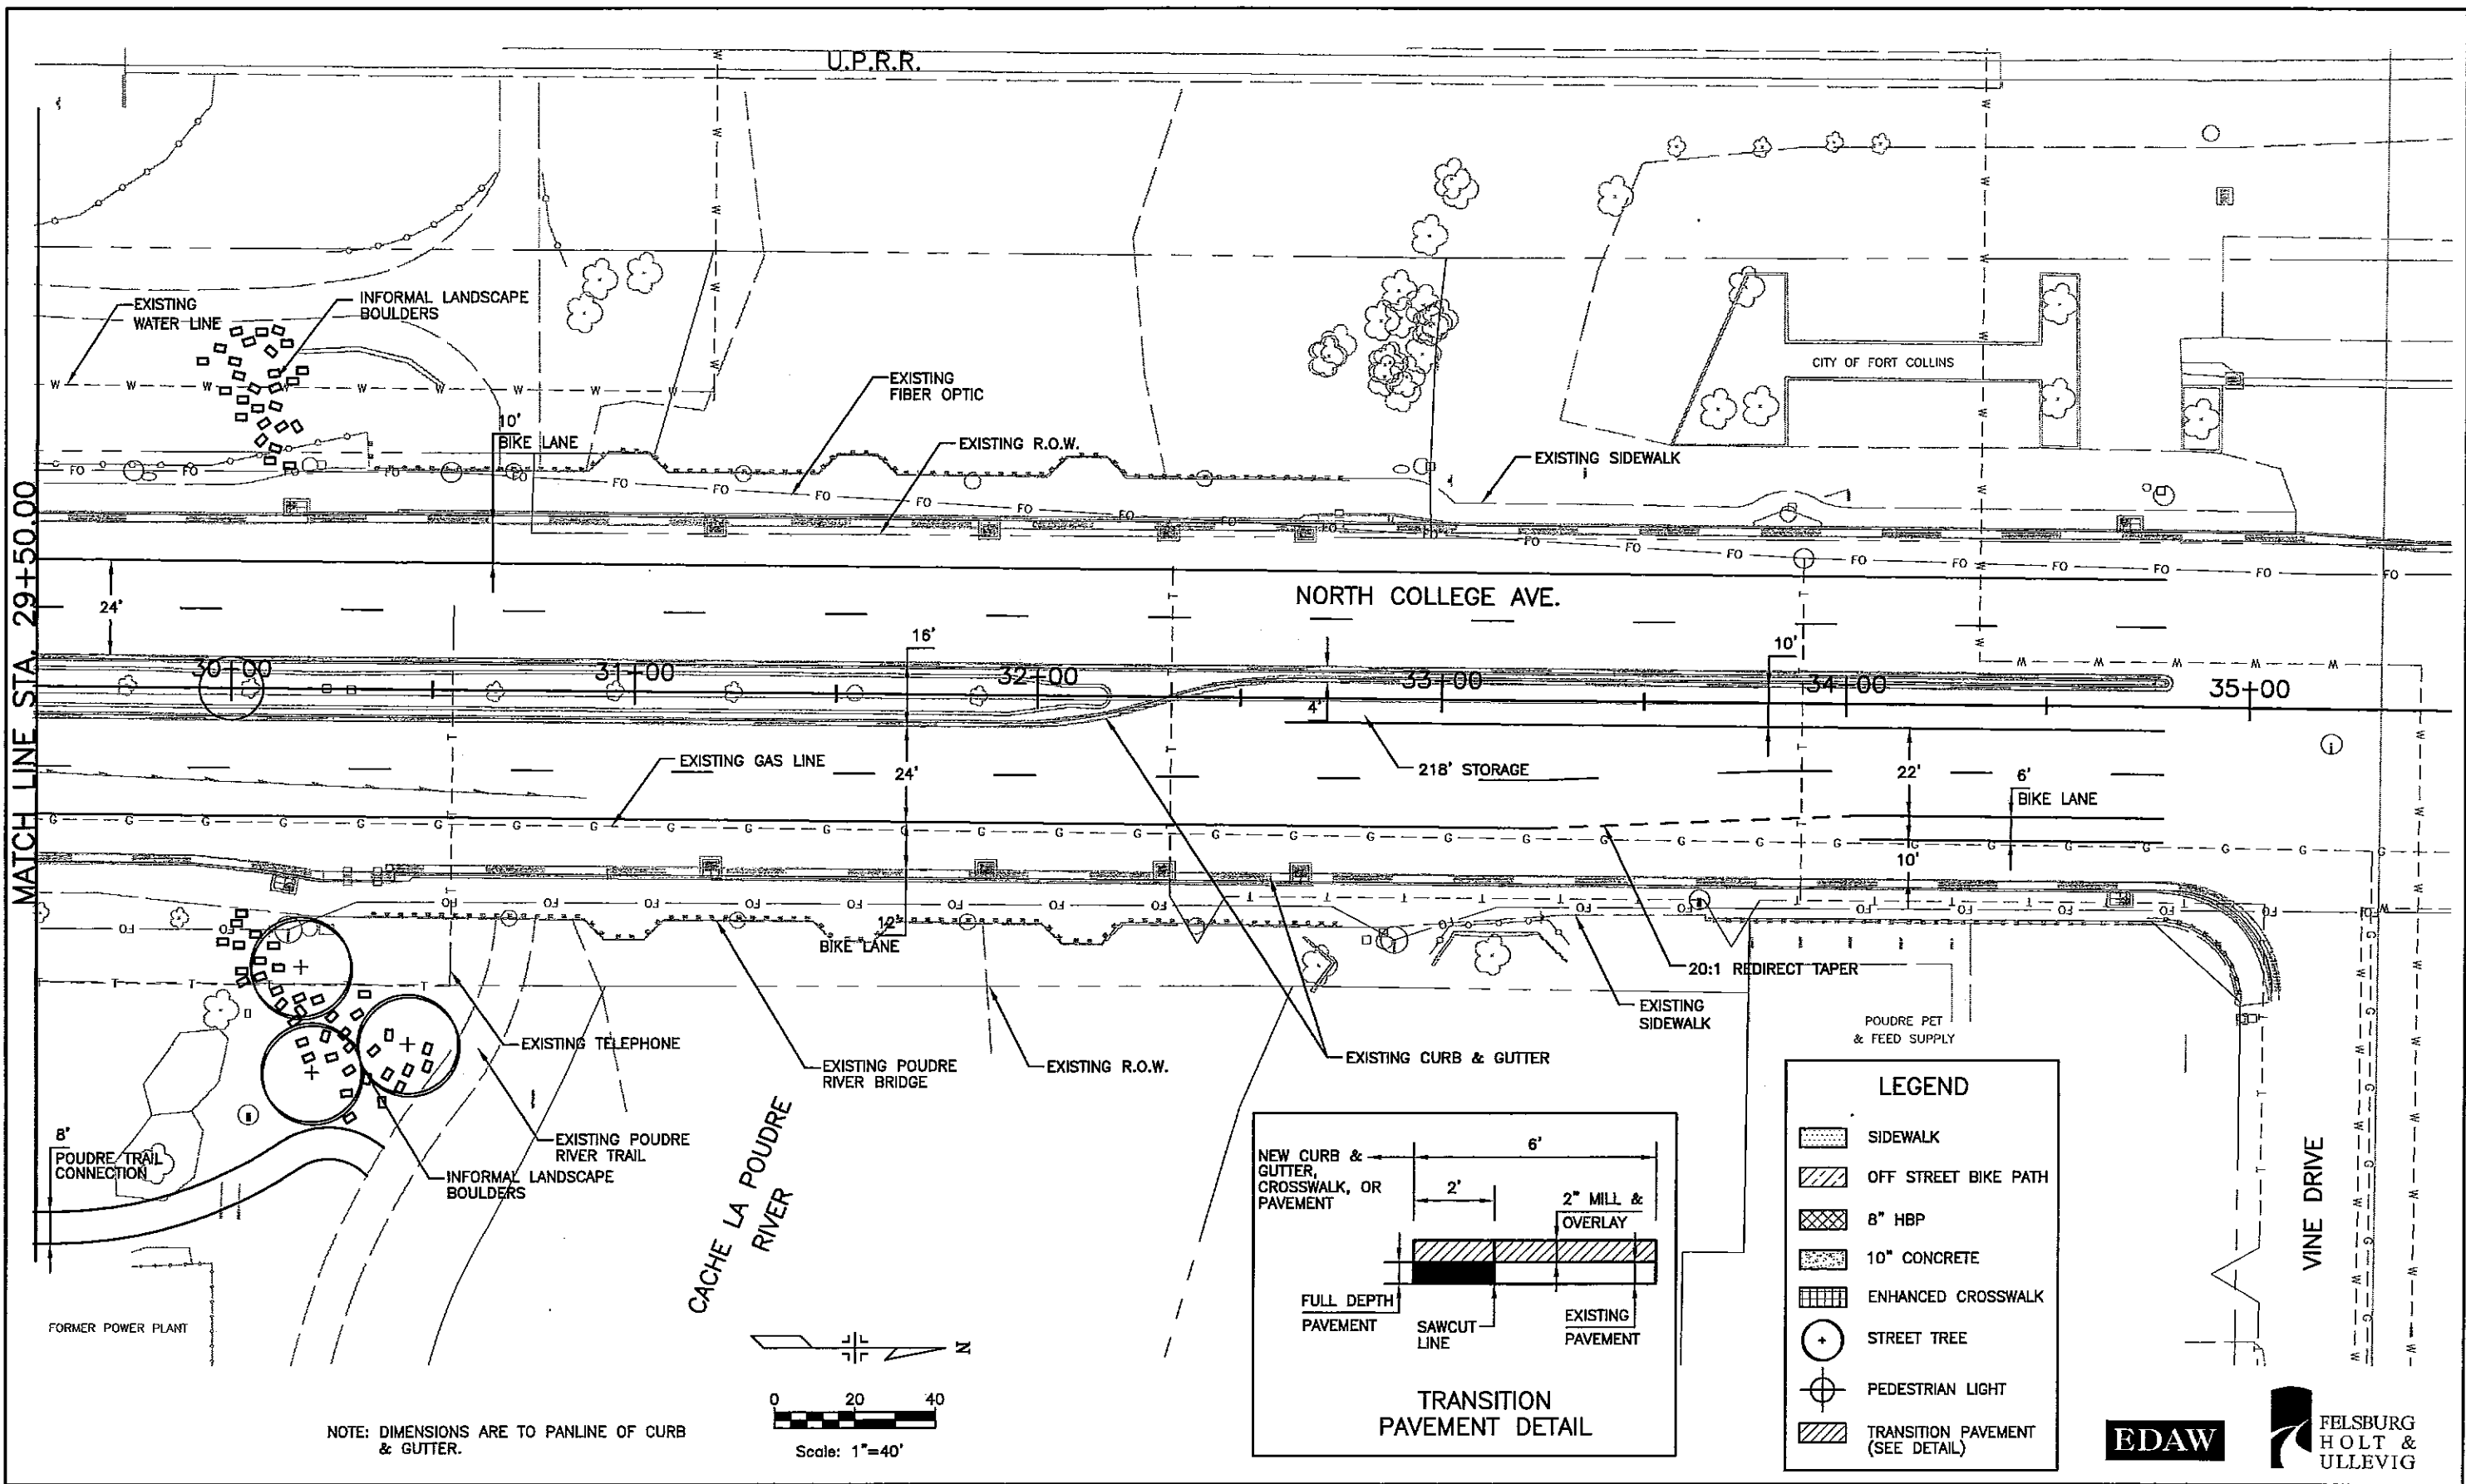 U.P.R.R.
EXISTING
WATER LINE
INFORMAL LANDSCAPE
BOULDERS
EXISTING
FIBER OPTIC
CITY OF FORT COLLINS
10'
BIKE LANE
EXISTING R.O.W.
EXISTING SIDEWALK
MATCH LINE STA. 29+50.00
24'
NORTH COLLEGE AVE.
16'
10'
30+00
31+00
32+00
33+00
34+00
35+00
4'
EXISTING GAS LINE
24'
218' STORAGE
22'
6'
BIKE LANE
10'
12'
BIKE LANE
20:1 REDIRECT TAPER
EXISTING
SIDEWALK
POUDRE PET
& FEED SUPPLY
EXISTING TELEPHONE
EXISTING POUDRE
RIVER BRIDGE
EXISTING R.O.W.
EXISTING CURB & GUTTER
8'
POUDRE TRAIL
CONNECTION
EXISTING POUDRE
RIVER TRAIL
INFORMAL LANDSCAPE
BOULDERS
CACHE LA POUDRE
RIVER
FORMER POWER PLANT
VINE DRIVE
NEW CURB &
GUTTER,
CROSSWALK, OR
PAVEMENT
6'
2'
2" MILL &
OVERLAY
FULL DEPTH
PAVEMENT
SAWCUT
LINE
EXISTING
PAVEMENT
TRANSITION
PAVEMENT DETAIL
LEGEND
SIDEWALK
OFF STREET BIKE PATH
8" HBP
10" CONCRETE
ENHANCED CROSSWALK
STREET TREE
PEDESTRIAN LIGHT
TRANSITION PAVEMENT
(SEE DETAIL)
N
0 20 40
Scale: 1"=40'
NOTE: DIMENSIONS ARE TO PANLINE OF CURB
& GUTTER.
EDAW
FELSBURG
HOLT &
ULLEVIG